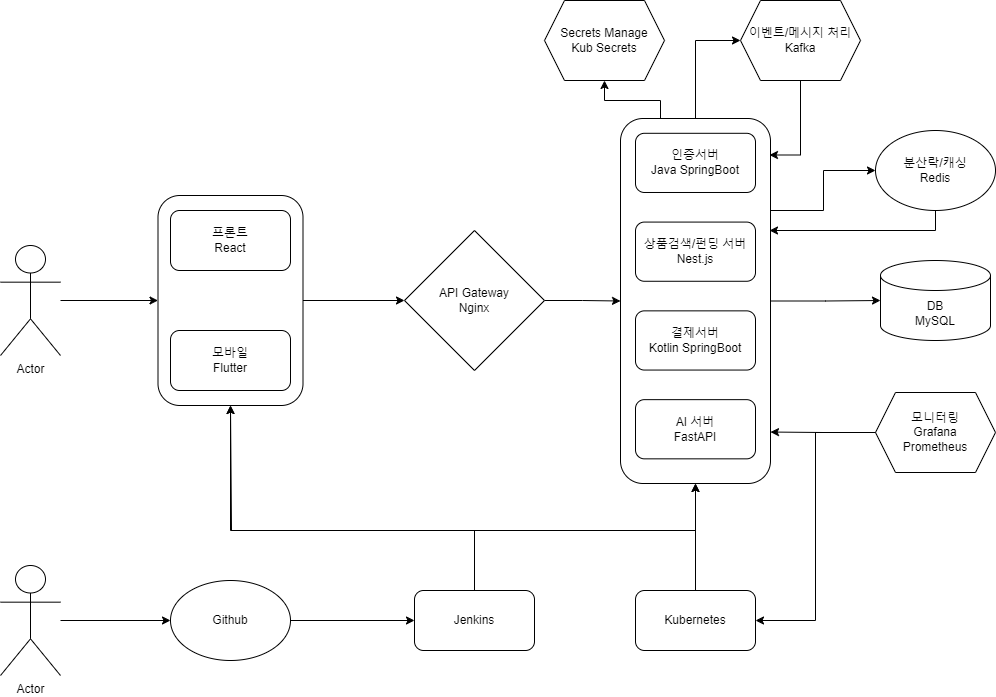 Secrets Manage
Kub Secrets
이벤트/메시지 처리
Kafka
인증서버
Java SpringBoot
분산락/캐싱
Redis
프론트
React
상품검색/펀딩 서버
Nest.js
API Gateway
Nginx
DB
MySQL
결제서버
Kotlin SpringBoot
모바일
Flutter
Actor
AI 서버
FastAPI
모니터링
Grafana
Prometheus
Github
Jenkins
Kubernetes
Actor